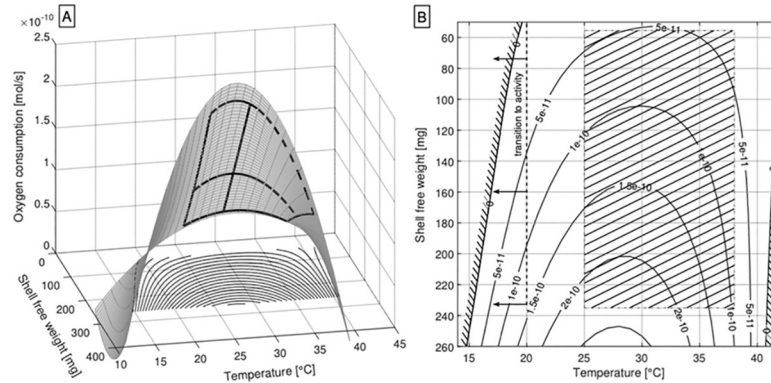 A
×10-10
2.5
2
1.5
1
0.5
0
Oxygen consumption [mol/s]
0
100
200
300
400
Shell free weight [mg]
10
15
20
25
30
35
40
45
Temperature [°C]
B
60
80
100
120
140
160
180
200
220
240
260
Shell free weight [mg]
15
20
25
30
35
40
Temperature [°C]
transition to activity
0
0
5e-11
5e-11
5e-11
5e-11
5e-11
1e-10
1e-10
e-10
1e-10
1.5e-10
1.5e-10
2e-10
2e-10
0